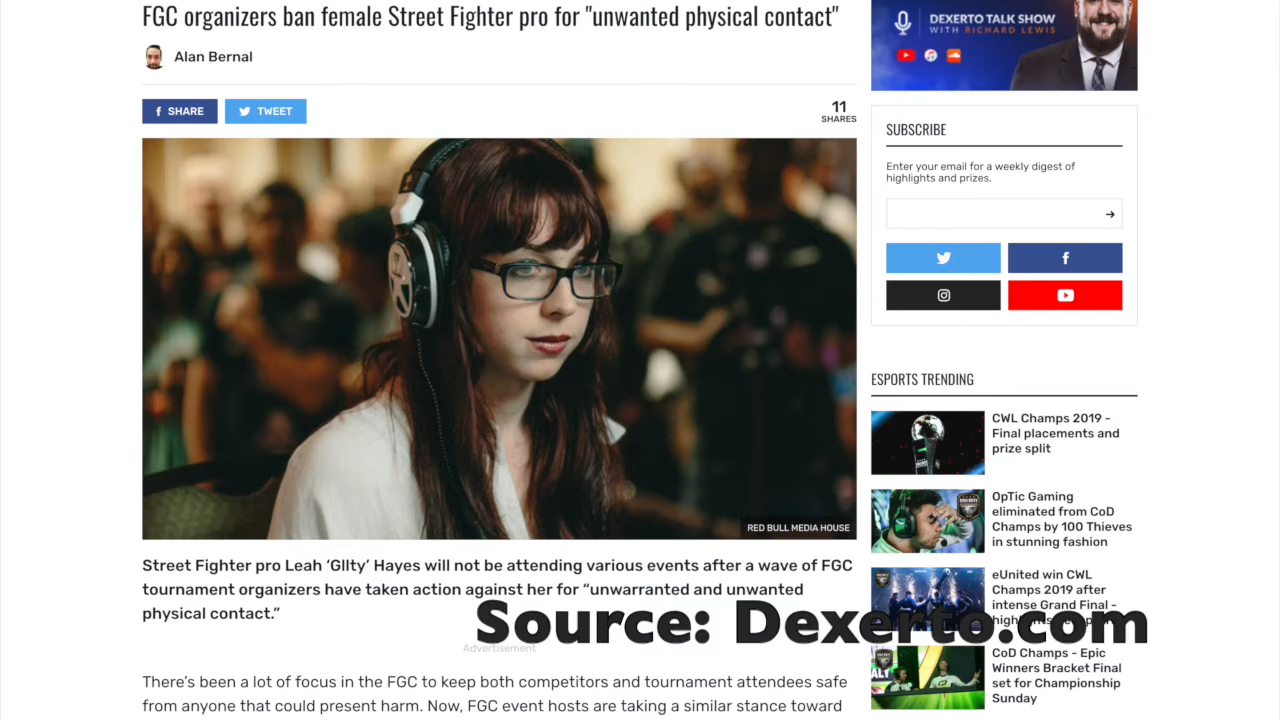 FGC organizers ban female Street Fighter pro for "unwanted physical contact"
Alan Bernal
SHARE
TWEET
11
SHARES
RED BULL MEDIA HOUSE
Street Fighter pro Leah ‘Gllty’ Hayes will not be attending various events after a wave of FGC
tournament organizers have taken action against her for “unwarranted and unwanted
physical contact.”
Source: Dexerto.com
Advertisement
There's been a lot of focus in the FGC to keep both competitors and tournament attendees safe
from anyone that could present harm. Now, FGC event hosts are taking a similar stance toward
DEXERTO TALK SHOW
WITH RICHARD LEWIS
SUBSCRIBE
Enter your email for a weekly digest of
highlights and prizes.
ESPORTS TRENDING
CWL Champs 2019 -
Final placements and
prize split
OpTic Gaming
eliminated from CoD
Champs by 100 Thieves
in stunning fashion
eUnited win CWL
Champs 2019 after
intense Grand Final -
CoD Champs - Epic
Winners Bracket Final
set for Championship
Sunday